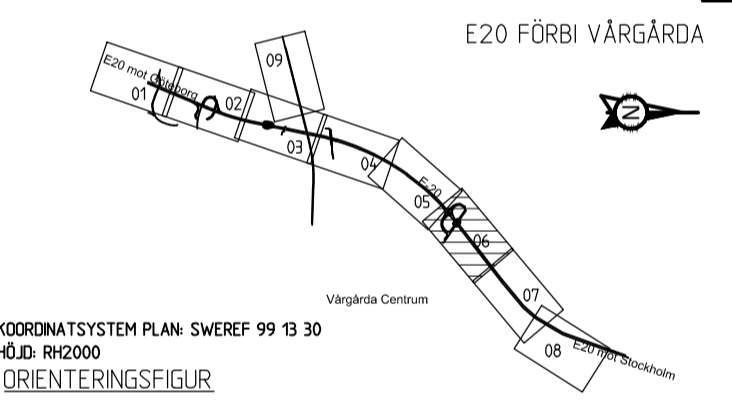 E20 FÖRBI VÅRGÅRDA
N
09
E20 mot Göteborg
01
02
03
04
05
E-20
06
07
08
E20 mot Stockholm
Vårgårda Centrum
KOORDINATSYSTEM PLAN: SWEREF 99 13 30
HÖJD: RH2000
ORIENTERINGSFIGUR